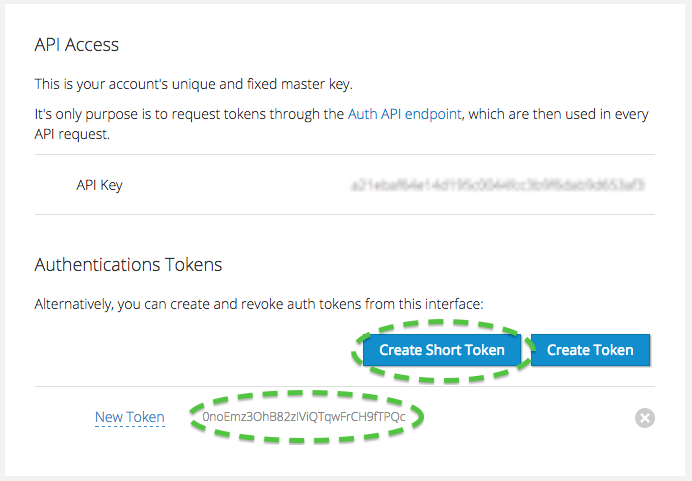 API Access
This is your account's unique and fixed master key.
It's only purpose is to request tokens through the Auth API endpoint, which are then used in every
API request.
API Key
Authentications Tokens
Alternatively, you can create and revoke auth tokens from this interface:
Create Short Token Create Token
New Token